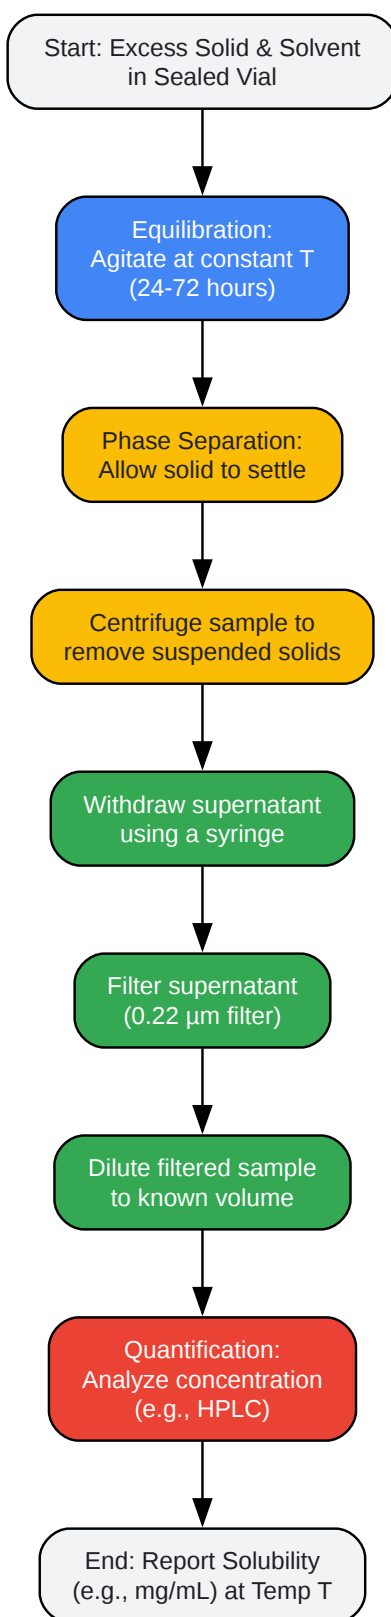 Start: Excess Solid & Solvent
in Sealed Vial
Equilibration:
Agitate at constant T
(24-72 hours)
Phase Separation:
Allow solid to settle
Centrifuge sample to
remove suspended solids
Withdraw supernatant
using a syringe
Filter supernatant
(0.22 µm filter)
Dilute filtered sample
to known volume
Quantification:
Analyze concentration
(e.g., HPLC)
End: Report Solubility
(e.g., mg/mL) at Temp T